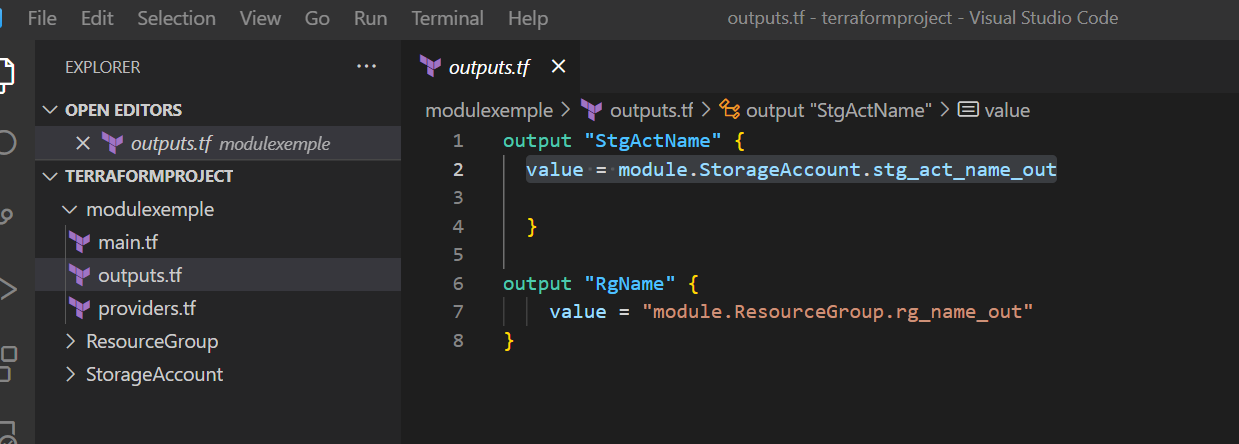 File Edit Selection View Go Run Terminal Help outputs.tf - terraformproject - Visual Studio Code
EXPLORER ...
OPEN EDITORS
outputs.tf modulexemple
TERRAFORMPROJECT
modulexemple
main.tf
outputs.tf
providers.tf
ResourceGroup
StorageAccount
outputs.tf
modulexemple > outputs.tf > output "StgActName" > value
1 output "StgActName" {
2 value = module.StorageAccount.stg_act_name_out
3
4 }
5
6 output "RgName" {
7 value = "module.ResourceGroup.rg_name_out"
8 }